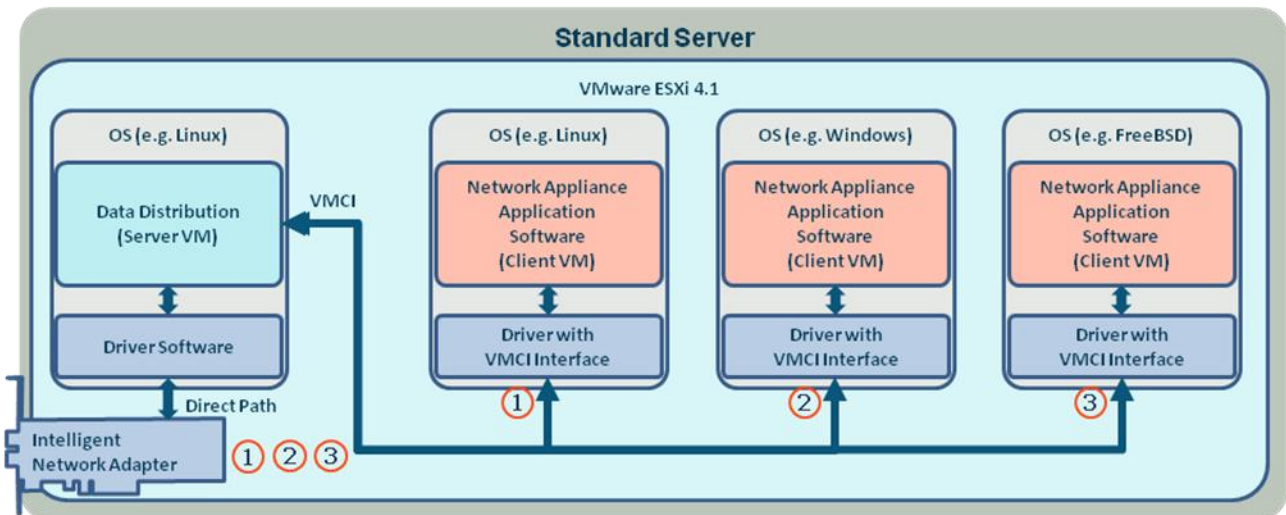 Standard Server
VMware ESXi 4.1
OS (e.g. Linux)
Data Distribution
(Server VM)
Driver Software
Direct Path
Intelligent
Network Adapter
① ② ③
VMCI
OS (e.g. Linux)
Network Appliance
Application
Software
(Client VM)
Driver with
VMCI Interface
①
OS (e.g. Windows)
Network Appliance
Application
Software
(Client VM)
Driver with
VMCI Interface
②
OS (e.g. FreeBSD)
Network Appliance
Application
Software
(Client VM)
Driver with
VMCI Interface
③